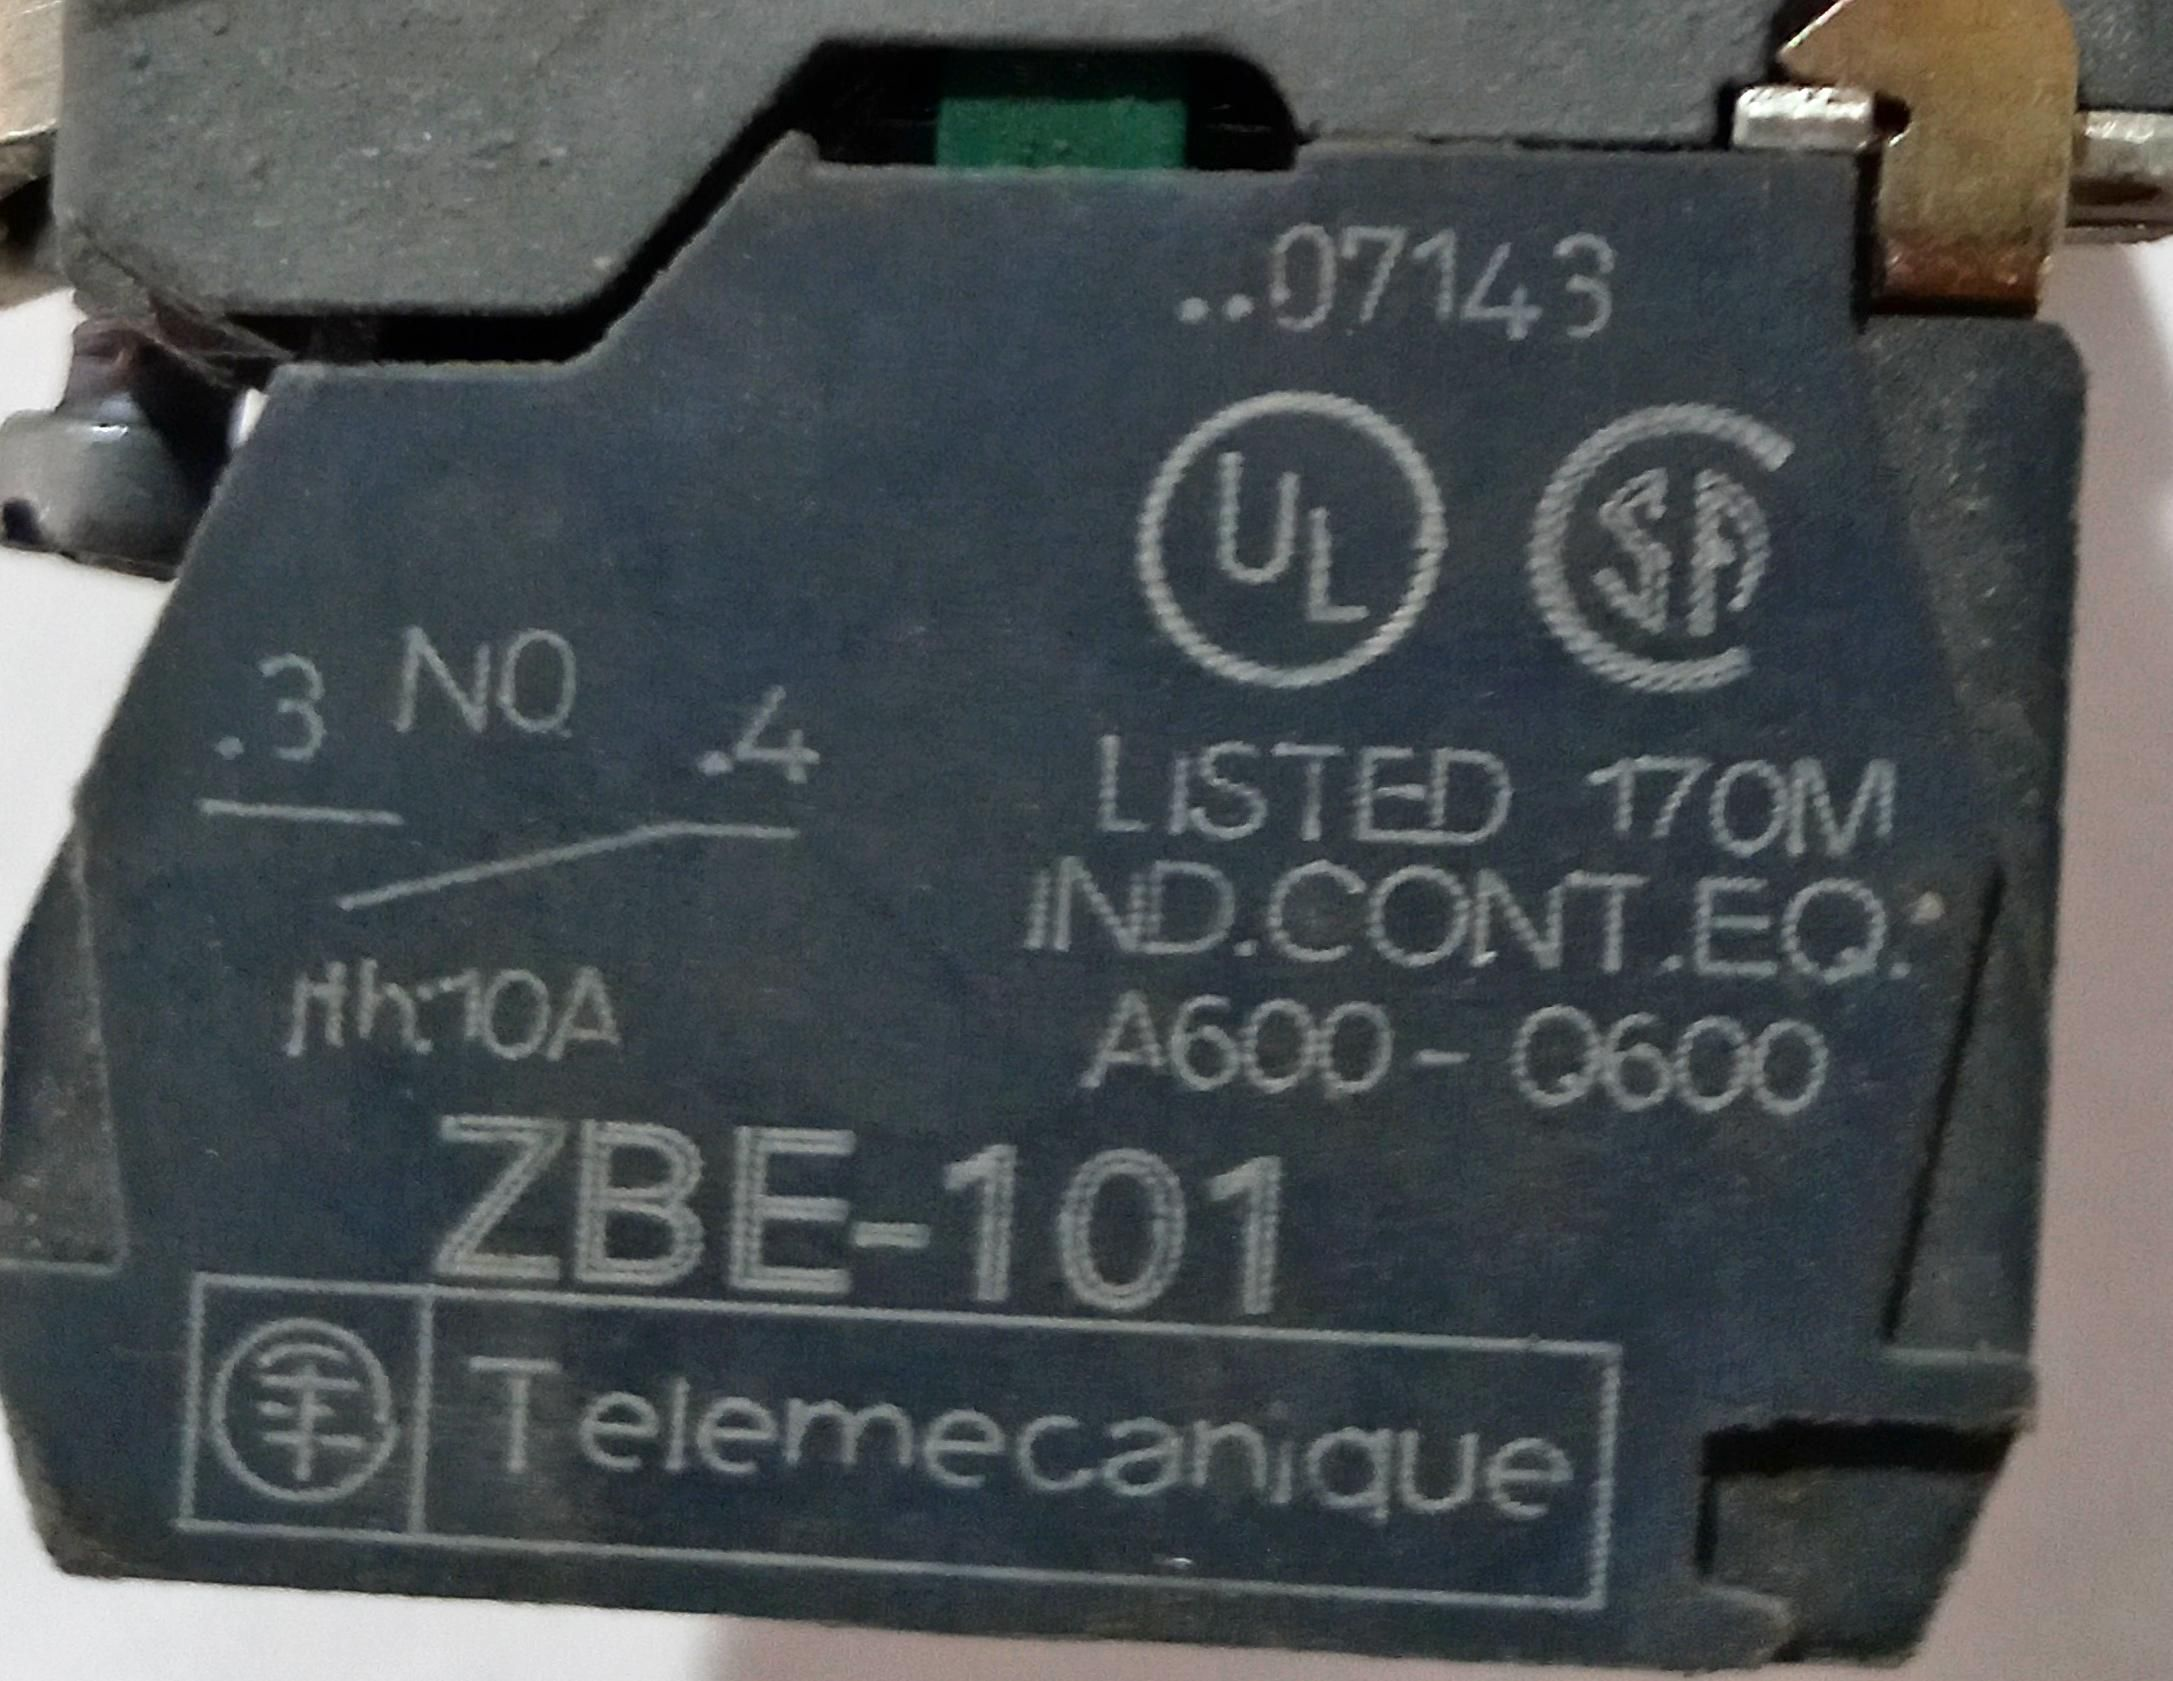 ..07143
UL SA
.3 NO .4
LISTED 170M
IND.CONT.EQ.
Ith:10A
A600 - Q600
ZBE-101
Telemecanique